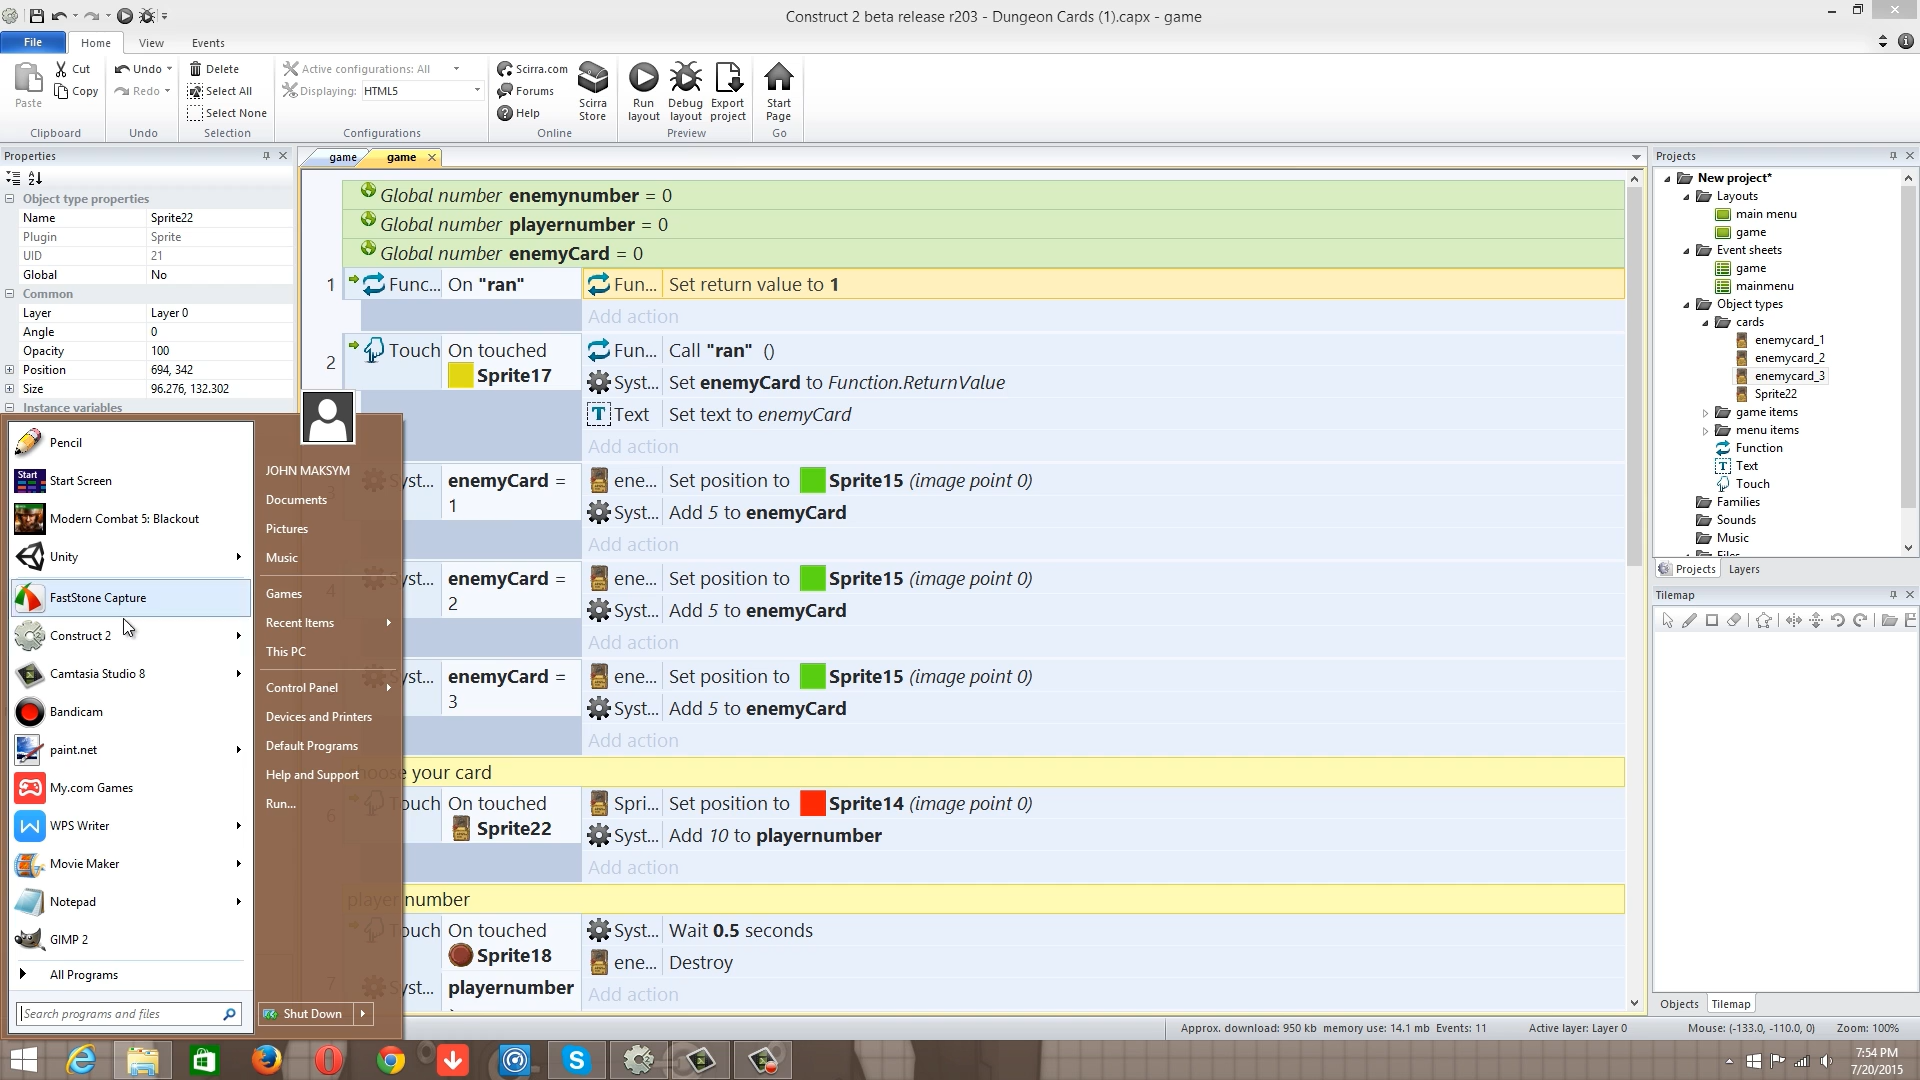 Construct 2 beta release r203 - Dungeon Cards (1).capx - game
File Home View Events
Paste
Cut
Copy
Clipboard
Undo
Redo
Undo
Delete
Select All
Select None
Selection
Active configurations: All
Displaying: HTML5
Configurations
Scirra.com
Forums
Help
Scirra Store
Online
Run layout
Debug layout
Export project
Preview
Start Page
Go
Properties
Object type properties
Name Sprite22
Plugin Sprite
UID 21
Global No
Common
Layer Layer 0
Angle 0
Opacity 100
Position 694, 342
Size 96.276, 132.302
Instance variables
game game
Global number enemynumber = 0
Global number playernumber = 0
Global number enemyCard = 0
1 Func... On "ran" Fun... Set return value to 1
Add action
2 Touch On touched Sprite17 Fun... Call "ran" ()
Syst... Set enemyCard to Function.ReturnValue
Text Set text to enemyCard
Add action
yst... enemyCard = 1 ene... Set position to Sprite15 (image point 0)
Syst... Add 5 to enemyCard
Add action
4 yst... enemyCard = 2 ene... Set position to Sprite15 (image point 0)
Syst... Add 5 to enemyCard
Add action
yst... enemyCard = 3 ene... Set position to Sprite15 (image point 0)
Syst... Add 5 to enemyCard
Add action
choose your card
6 Touch On touched Sprite22 Spri... Set position to Sprite14 (image point 0)
Syst... Add 10 to playernumber
Add action
player number
7 Touch On touched Sprite18 Syst... Wait 0.5 seconds
ene... Destroy
yst... playernumber Add action
Pencil
Start Screen
Modern Combat 5: Blackout
Unity
FastStone Capture
Construct 2
Camtasia Studio 8
Bandicam
paint.net
My.com Games
WPS Writer
Movie Maker
Notepad
GIMP 2
All Programs
Search programs and files
JOHN MAKSYM
Documents
Pictures
Music
Games
Recent Items
This PC
Control Panel
Devices and Printers
Default Programs
Help and Support
Run...
Shut Down
Projects
New project*
Layouts
main menu
game
Event sheets
game
mainmenu
Object types
cards
enemycard_1
enemycard_2
enemycard_3
Sprite22
game items
menu items
Function
Text
Touch
Families
Sounds
Music
Files
Projects Layers
Tilemap
Objects Tilemap
Approx. download: 950 kb memory use: 14.1 mb Events: 11 Active layer: Layer 0 Mouse: (-133.0, -110.0, 0) Zoom: 100%
7:54 PM
7/20/2015